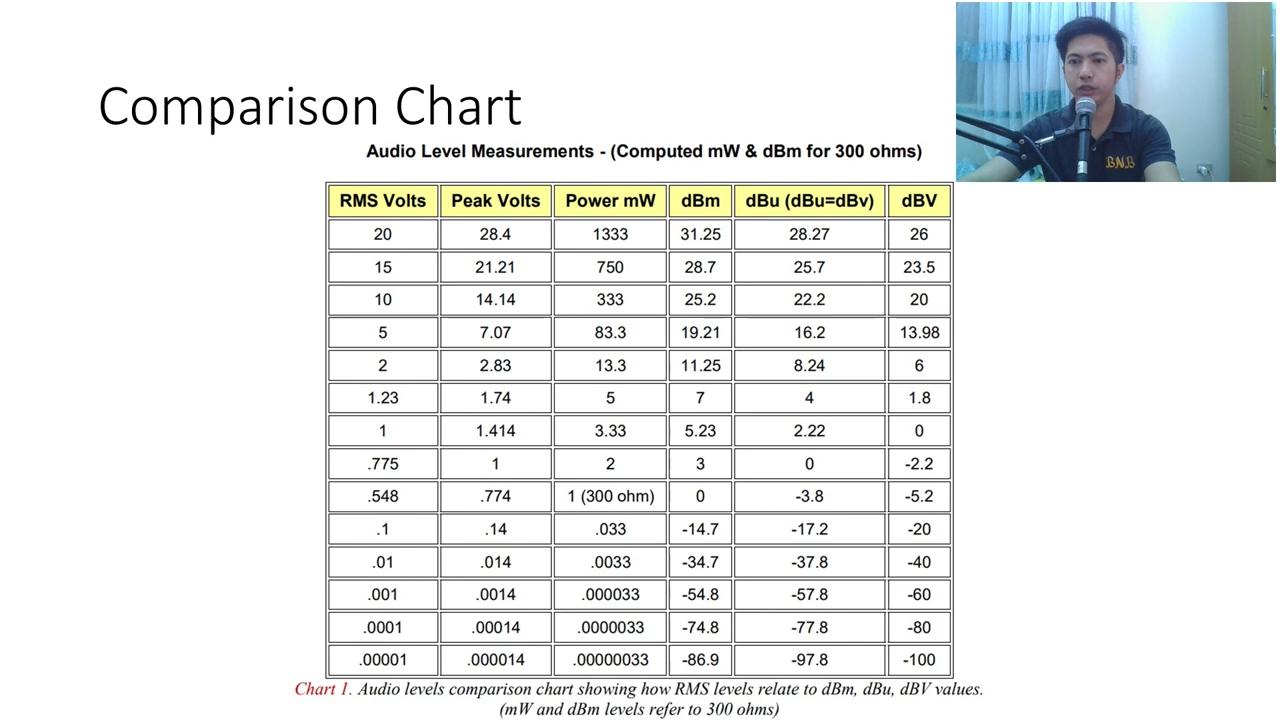 Comparison Chart
B.N.B
Audio Level Measurements - (Computed mW & dBm for 300 ohms)
RMS Volts Peak Volts Power mW dBm dBu (dBu=dBv) dBV
20 28.4 1333 31.25 28.27 26
15 21.21 750 28.7 25.7 23.5
10 14.14 333 25.2 22.2 20
5 7.07 83.3 19.21 16.2 13.98
2 2.83 13.3 11.25 8.24 6
1.23 1.74 5 7 4 1.8
1 1.414 3.33 5.23 2.22 0
.775 1 2 3 0 -2.2
.548 .774 1 (300 ohm) 0 -3.8 -5.2
.1 .14 .033 -14.7 -17.2 -20
.01 .014 .0033 -34.7 -37.8 -40
.001 .0014 .000033 -54.8 -57.8 -60
.0001 .00014 .0000033 -74.8 -77.8 -80
.00001 .000014 .00000033 -86.9 -97.8 -100
Chart 1. Audio levels comparison chart showing how RMS levels relate to dBm, dBu, dBV values.
(mW and dBm levels refer to 300 ohms)